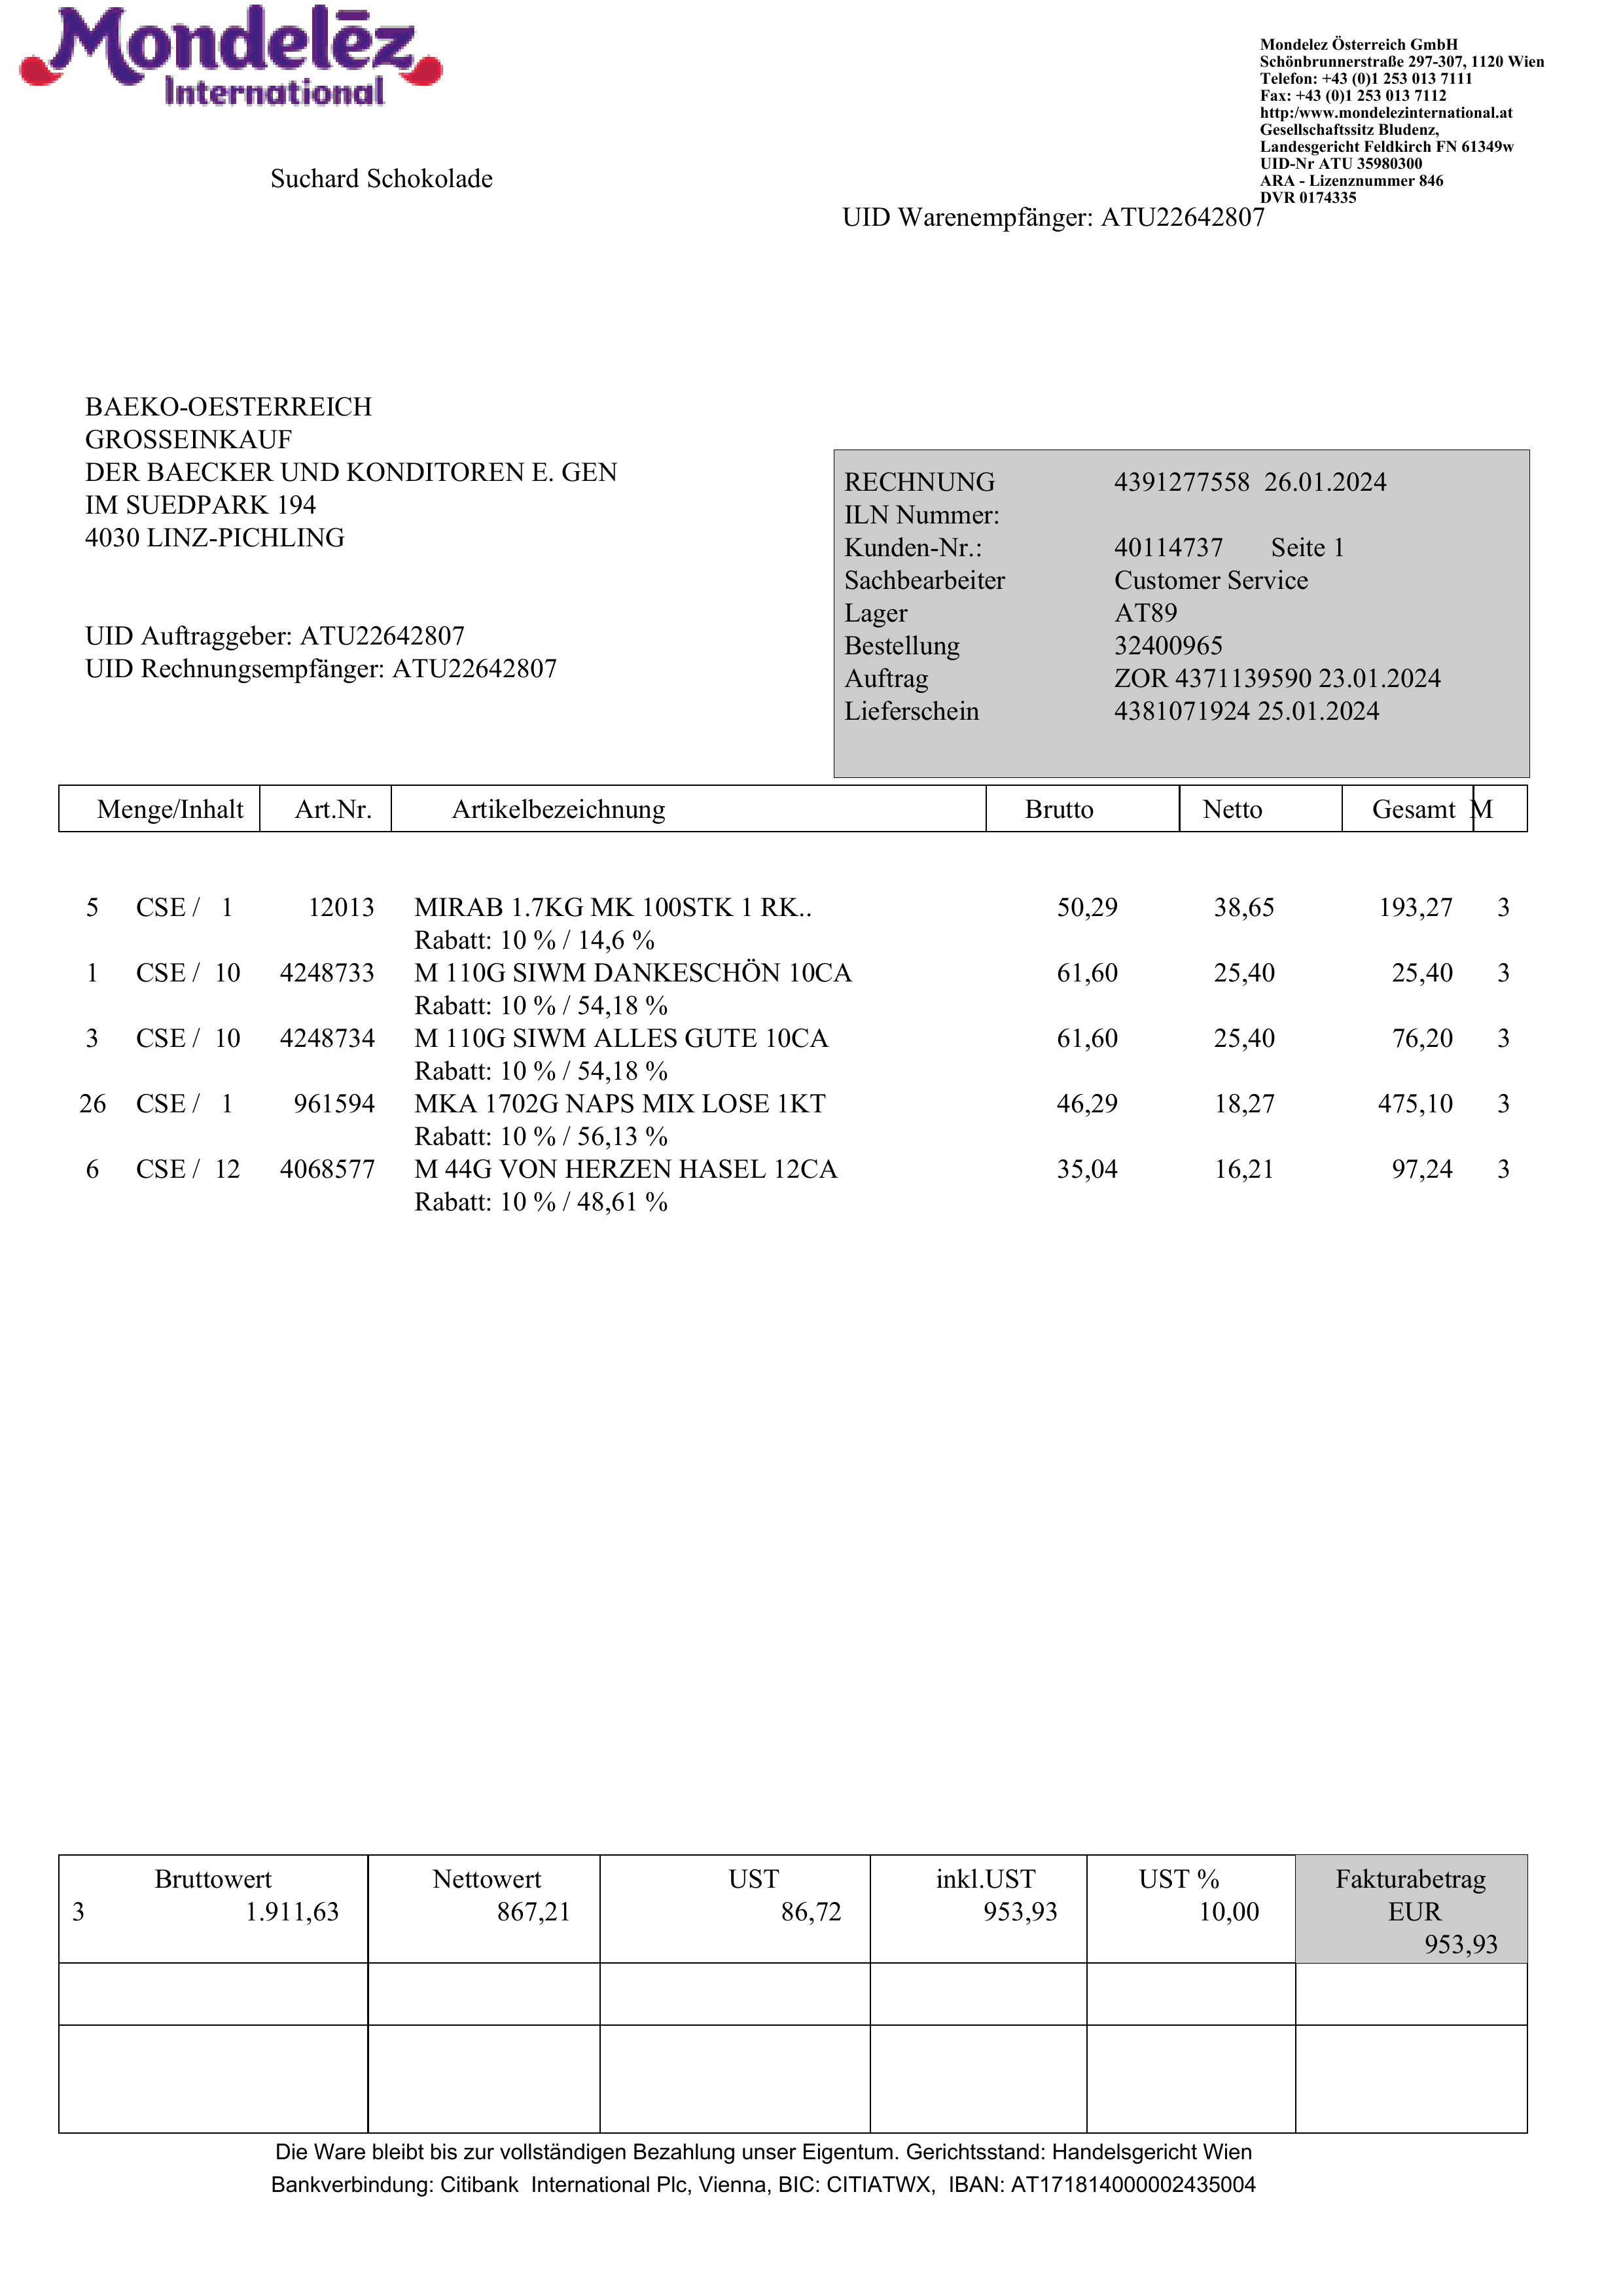 Mondelēz
International
Mondelez Österreich GmbH
Schönbrunnerstraße 297-307, 1120 Wien
Telefon: +43 (0)1 253 013 7111
Fax: +43 (0)1 253 013 7112
http:/www.mondelezinternational.at
Gesellschaftssitz Bludenz,
Landesgericht Feldkirch FN 61349w
UID-Nr ATU 35980300
ARA - Lizenznummer 846
DVR 0174335
Suchard Schokolade
UID Warenempfänger: ATU22642807
BAEKO-OESTERREICH
GROSSEINKAUF
DER BAECKER UND KONDITOREN E. GEN
IM SUEDPARK 194
4030 LINZ-PICHLING
UID Auftraggeber: ATU22642807
UID Rechnungsempfänger: ATU22642807
RECHNUNG 4391277558 26.01.2024
ILN Nummer:
Kunden-Nr.: 40114737 Seite 1
Sachbearbeiter Customer Service
Lager AT89
Bestellung 32400965
Auftrag ZOR 4371139590 23.01.2024
Lieferschein 4381071924 25.01.2024
Menge/Inhalt Art.Nr. Artikelbezeichnung Brutto Netto Gesamt M
5 CSE / 1 12013 MIRAB 1.7KG MK 100STK 1 RK.. 50,29 38,65 193,27 3
Rabatt: 10 % / 14,6 %
1 CSE / 10 4248733 M 110G SIWM DANKESCHÖN 10CA 61,60 25,40 25,40 3
Rabatt: 10 % / 54,18 %
3 CSE / 10 4248734 M 110G SIWM ALLES GUTE 10CA 61,60 25,40 76,20 3
Rabatt: 10 % / 54,18 %
26 CSE / 1 961594 MKA 1702G NAPS MIX LOSE 1KT 46,29 18,27 475,10 3
Rabatt: 10 % / 56,13 %
6 CSE / 12 4068577 M 44G VON HERZEN HASEL 12CA 35,04 16,21 97,24 3
Rabatt: 10 % / 48,61 %
Bruttowert Nettowert UST inkl.UST UST % Fakturabetrag
3 1.911,63 867,21 86,72 953,93 10,00 EUR
953,93
Die Ware bleibt bis zur vollständigen Bezahlung unser Eigentum. Gerichtsstand: Handelsgericht Wien
Bankverbindung: Citibank International Plc, Vienna, BIC: CITIATWX, IBAN: AT171814000002435004